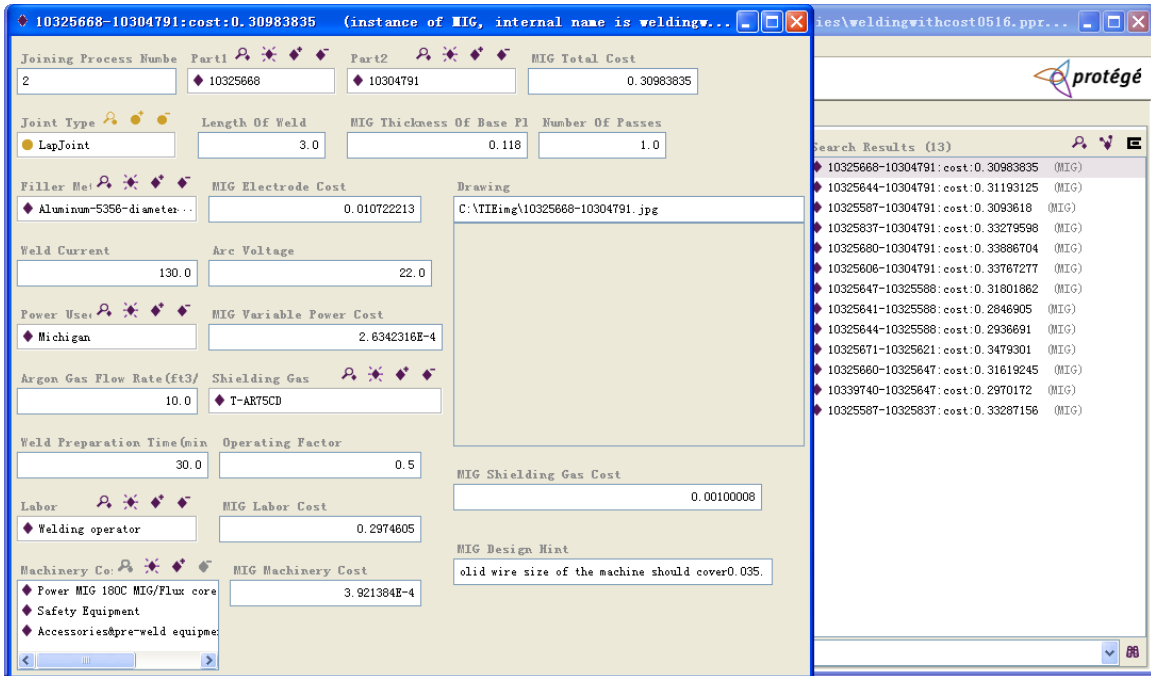 10325668-10304791:cost:0.30983835 (instance of MIG, internal name is weldingw...
ies\weldingwithcost0516.ppr...
protégé
Joining Process Numbe Part1 Part2 MIG Total Cost
2 10325668 10304791 0.30983835
Joint Type Length Of Weld MIG Thickness Of Base Pl Number Of Passes
LapJoint 3.0 0.118 1.0
Filler Met MIG Electrode Cost Drawing
Aluminum-5356-diameter... 0.010722213 C:\TIEimg\10325668-10304791.jpg
Weld Current Arc Voltage
130.0 22.0
Power Use: MIG Variable Power Cost
Michigan 2.6342316E-4
Argon Gas Flow Rate(ft3/ Shielding Gas
10.0 T-AR75CD
Weld Preparation Time(min Operating Factor
30.0 0.5
MIG Shielding Gas Cost
0.00100008
Labor MIG Labor Cost
Welding operator 0.2974605
MIG Design Hint
olid wire size of the machine should cover0.035.
Machinery Co: MIG Machinery Cost
Power MIG 180C MIG/Flux core 3.921384E-4
Safety Equipment
Accessories&pre-weld equipme
Search Results (13)
10325668-10304791:cost:0.30983835 (MIG)
10325644-10304791:cost:0.31193125 (MIG)
10325587-10304791:cost:0.3093618 (MIG)
10325837-10304791:cost:0.33279598 (MIG)
10325680-10304791:cost:0.33886704 (MIG)
10325606-10304791:cost:0.33767277 (MIG)
10325647-10325588:cost:0.31801862 (MIG)
10325641-10325588:cost:0.2846905 (MIG)
10325644-10325588:cost:0.2936691 (MIG)
10325671-10325621:cost:0.3479301 (MIG)
10325660-10325647:cost:0.31619245 (MIG)
10339740-10325647:cost:0.2970172 (MIG)
10325587-10325837:cost:0.33287156 (MIG)